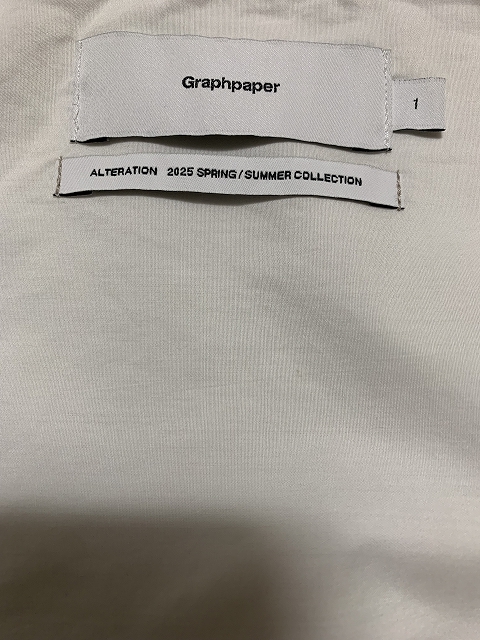 Graphpaper
1
ALTERATION 2025 SPRING / SUMMER COLLECTION